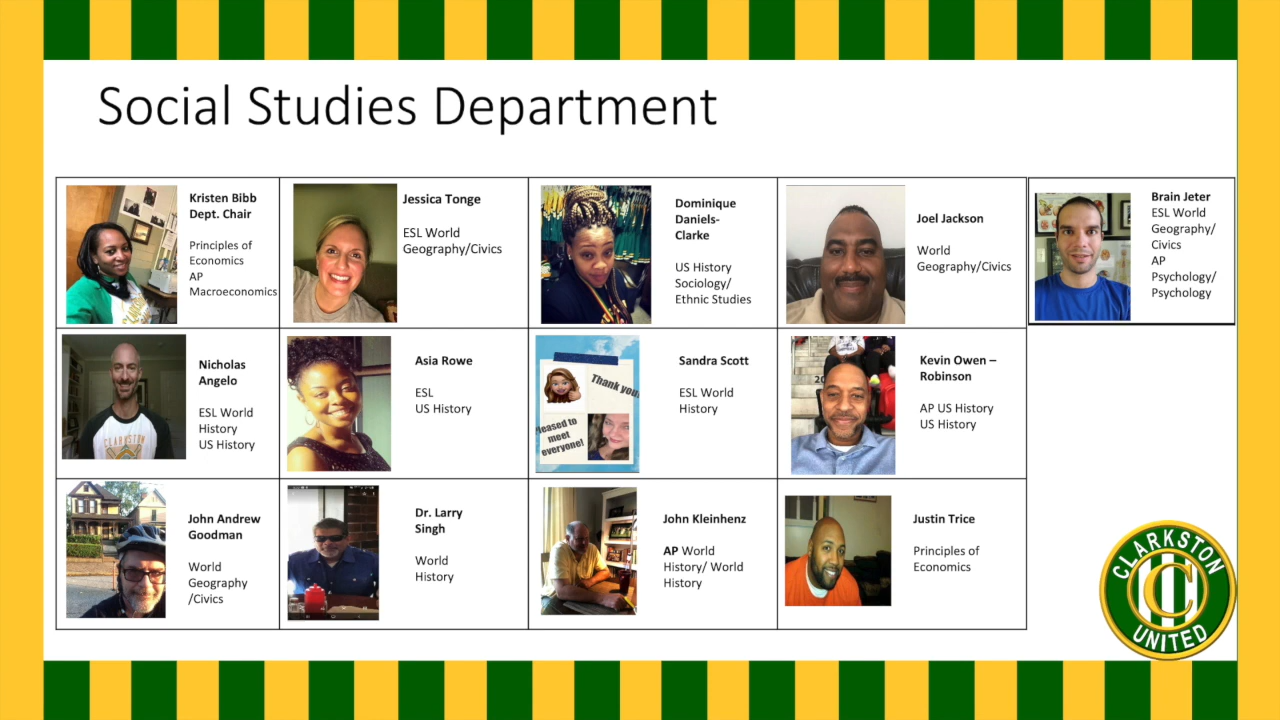 Social Studies Department
Kristen Bibb
Dept. Chair
Principles of
Economics
AP
Macroeconomics
Jessica Tonge
ESL World
Geography/Civics
Dominique
Daniels-
Clarke
US History
Sociology/
Ethnic Studies
Joel Jackson
World
Geography/Civics
Brain Jeter
ESL World
Geography/
Civics
AP
Psychology/
Psychology
Nicholas
Angelo
ESL World
History
US History
CLARKSTON
Asia Rowe
ESL
US History
Thank you
leased to
meet
everyone!
Sandra Scott
ESL World
History
20
Kevin Owen –
Robinson
AP US History
US History
John Andrew
Goodman
World
Geography
/Civics
Dr. Larry
Singh
World
History
John Kleinhenz
AP World
History/ World
History
Justin Trice
Principles of
Economics
CLARKSTON
C
UNITED